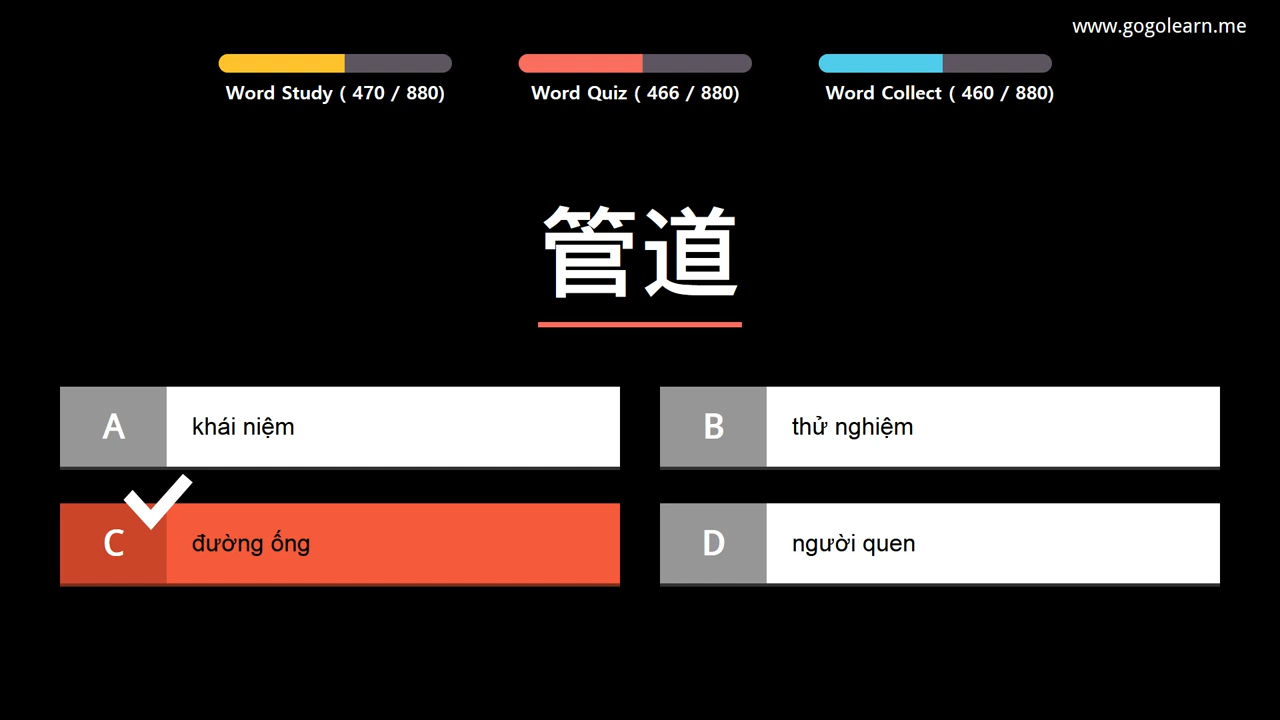 www.gogolearn.me
Word Study ( 470 / 880)
Word Quiz ( 466 / 880)
Word Collect ( 460 / 880)
管道
A khái niệm
B thử nghiệm
C đường ống
D người quen